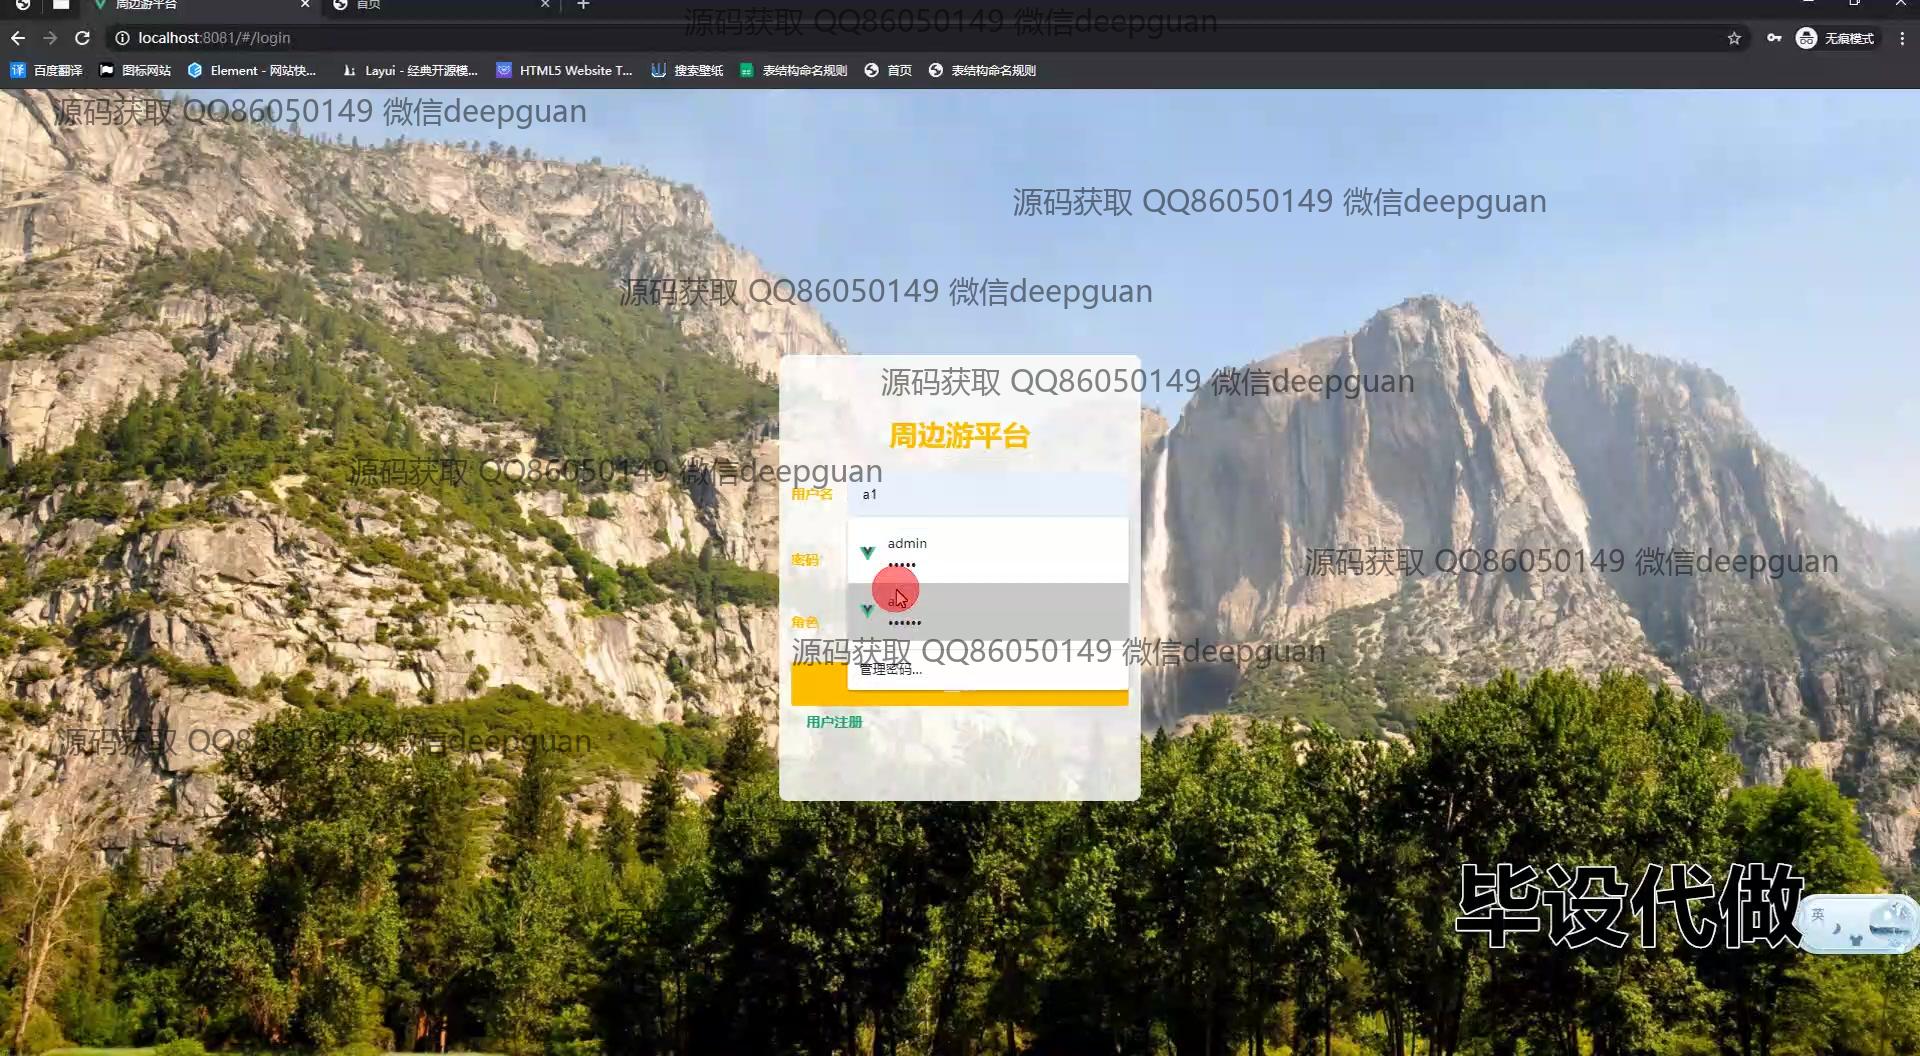 周边游平台
首页
源码获取 QQ86050149 微信deepguan
localhost:8081/#/login
无痕模式
百度翻译
图标网站
Element - 网站快...
Layui - 经典开源模...
HTML5 Website T...
搜索壁纸
表结构命名规则
首页
表结构命名规则
源码获取 QQ86050149 微信deepguan
源码获取 QQ86050149 微信deepguan
源码获取 QQ86050149 微信deepguan
源码获取 QQ86050149 微信deepguan
周边游平台
源码获取 QQ86050149 微信deepguan
用户名
a1
admin
•••••
密码
源码获取 QQ86050149 微信deepguan
角色
••••••
源码获取 QQ86050149 微信deepguan
管理密码...
用户注册
源码获取 QQ86050149 微信deepguan
毕设代做
英